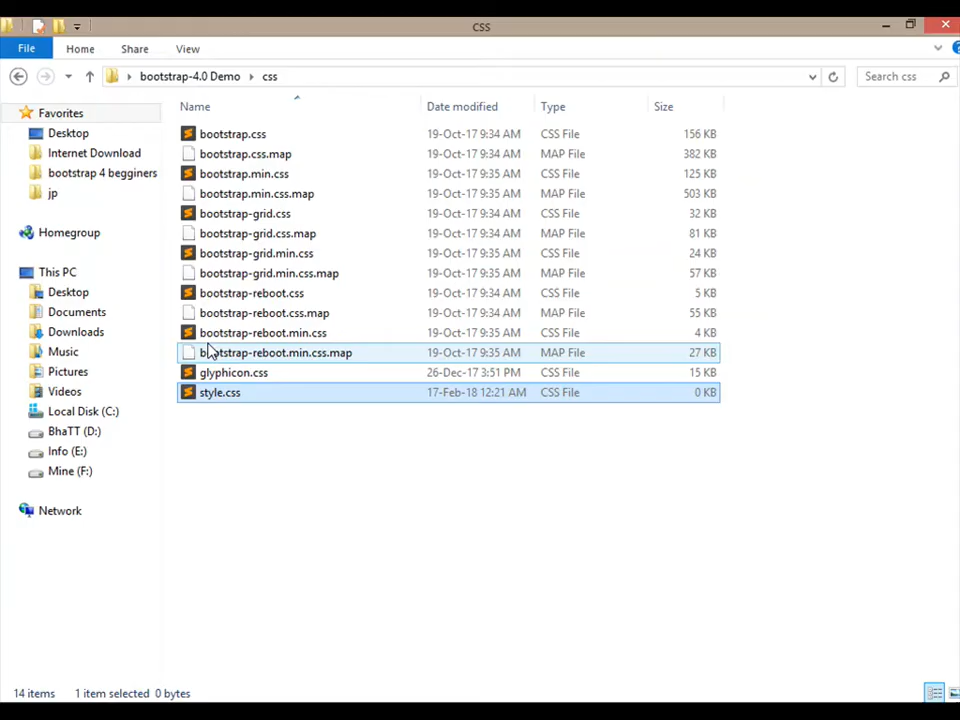 css
File Home Share View
bootstrap-4.0 Demo css Search css
Name Date modified Type Size
Favorites
Desktop
Internet Download
bootstrap 4 begginers
jp
Homegroup
This PC
Desktop
Documents
Downloads
Music
Pictures
Videos
Local Disk (C:)
BhaTT (D:)
Info (E:)
Mine (F:)
Network
bootstrap.css 19-Oct-17 9:34 AM CSS File 156 KB
bootstrap.css.map 19-Oct-17 9:34 AM MAP File 382 KB
bootstrap.min.css 19-Oct-17 9:35 AM CSS File 125 KB
bootstrap.min.css.map 19-Oct-17 9:35 AM MAP File 503 KB
bootstrap-grid.css 19-Oct-17 9:34 AM CSS File 32 KB
bootstrap-grid.css.map 19-Oct-17 9:34 AM MAP File 81 KB
bootstrap-grid.min.css 19-Oct-17 9:35 AM CSS File 24 KB
bootstrap-grid.min.css.map 19-Oct-17 9:35 AM MAP File 57 KB
bootstrap-reboot.css 19-Oct-17 9:34 AM CSS File 5 KB
bootstrap-reboot.css.map 19-Oct-17 9:34 AM MAP File 55 KB
bootstrap-reboot.min.css 19-Oct-17 9:35 AM CSS File 4 KB
bootstrap-reboot.min.css.map 19-Oct-17 9:35 AM MAP File 27 KB
glyphicon.css 26-Dec-17 3:51 PM CSS File 15 KB
style.css 17-Feb-18 12:21 AM CSS File 0 KB
14 items 1 item selected 0 bytes